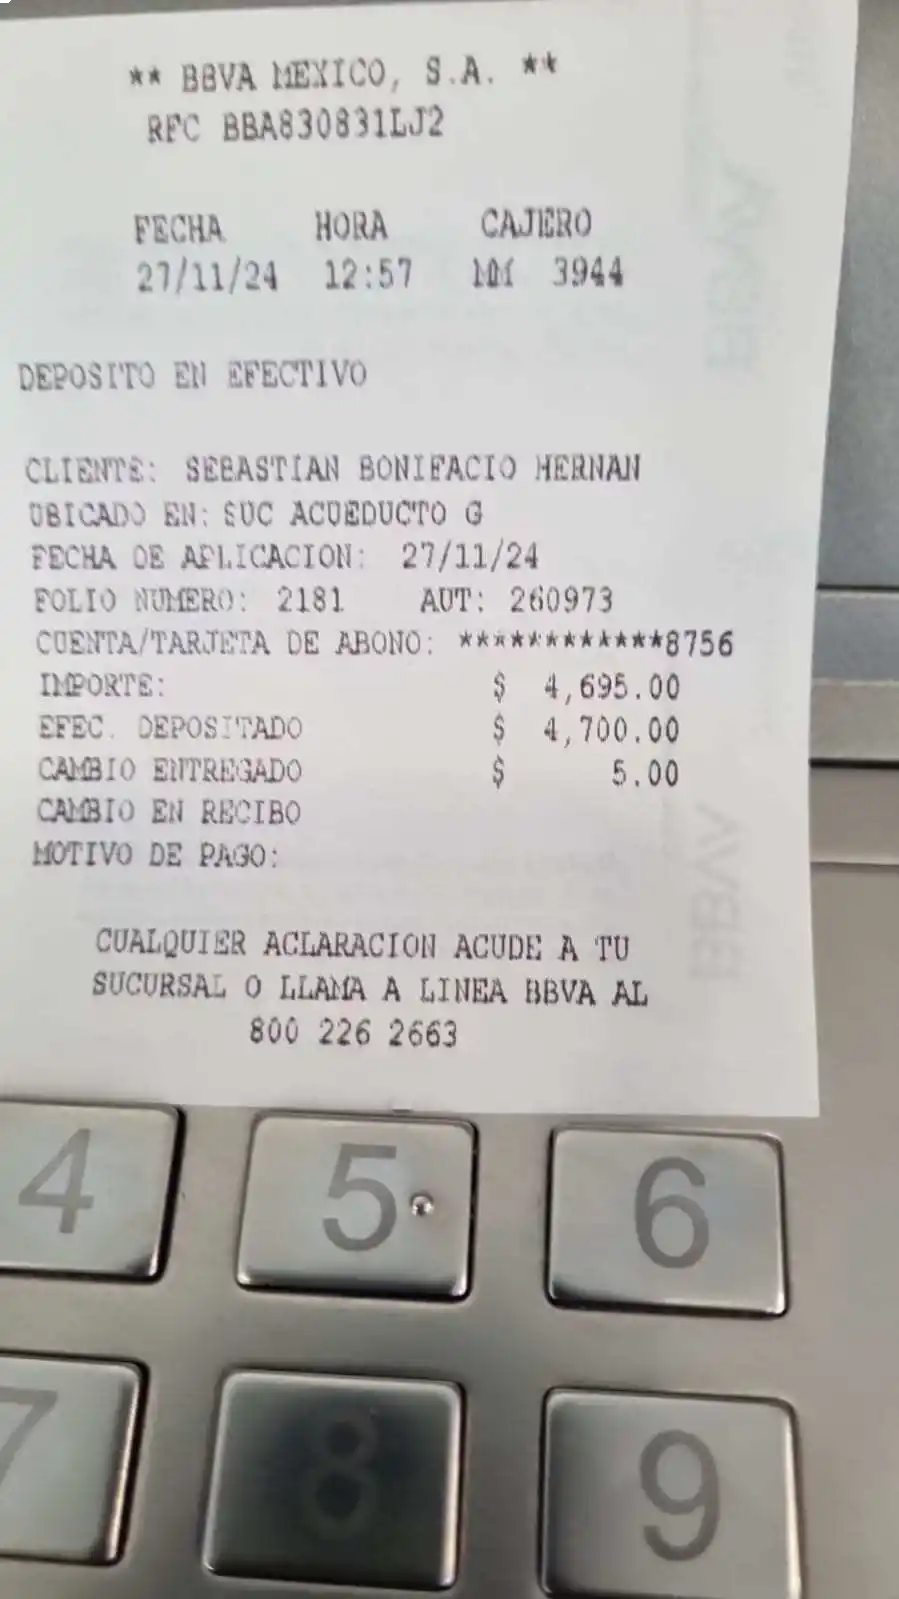 ** BBVA MEXICO, S.A. **
RFC BBA830831LJ2
FECHA HORA CAJERO
27/11/24 12:57 MM 3944
DEPOSITO EN EFECTIVO
CLIENTE: SEBASTIAN BONIFACIO HERNAN
UBICADO EN: SUC ACUEDUCTO G
FECHA DE APLICACION: 27/11/24
FOLIO NUMERO: 2181 AUT: 260973
CUENTA/TARJETA DE ABONO: ************8756
IMPORTE: $ 4,695.00
EFEC. DEPOSITADO $ 4,700.00
CAMBIO ENTREGADO $ 5.00
CAMBIO EN RECIBO
MOTIVO DE PAGO:
CUALQUIER ACLARACION ACUDE A TU
SUCURSAL O LLAMA A LINEA BBVA AL
800 226 2663
BBVA
BBVA
4 5 6
7 8 9